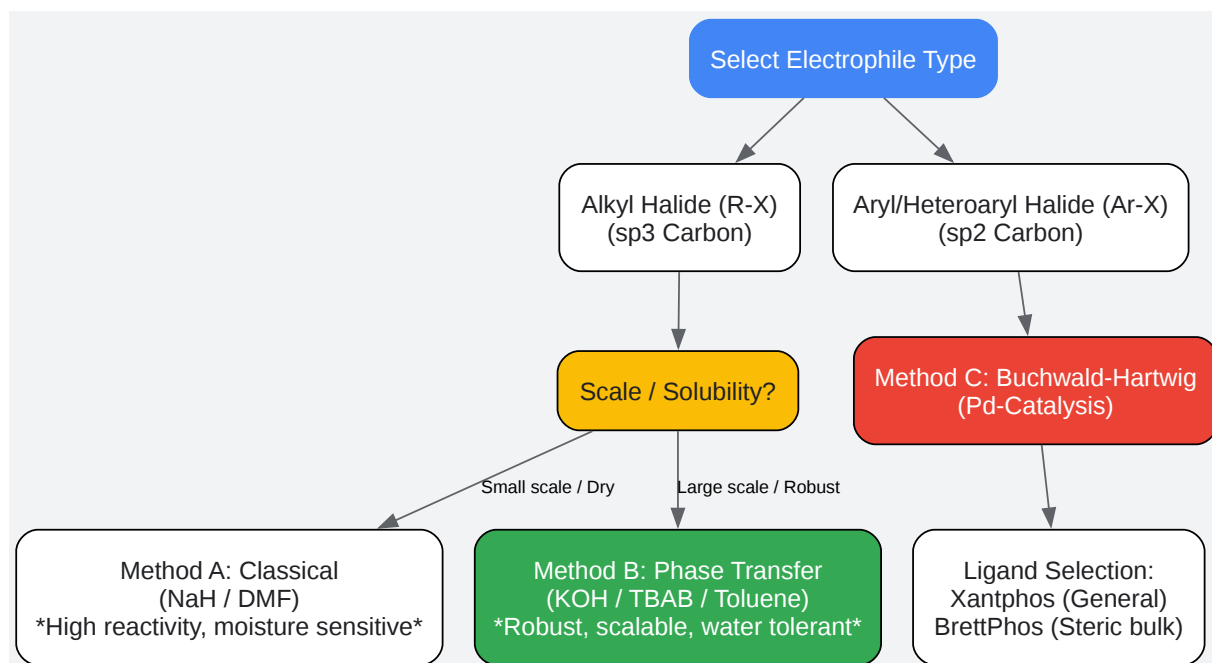 Select Electrophile Type
Alkyl Halide (R-X)
(sp3 Carbon)
Aryl/Heteroaryl Halide (Ar-X)
(sp2 Carbon)
Scale / Solubility?
Method C: Buchwald-Hartwig
(Pd-Catalysis)
Small scale / Dry
Large scale / Robust
Method A: Classical
(NaH / DMF)
*High reactivity, moisture sensitive*
Method B: Phase Transfer
(KOH / TBAB / Toluene)
*Robust, scalable, water tolerant*
Ligand Selection:
Xantphos (General)
BrettPhos (Steric bulk)